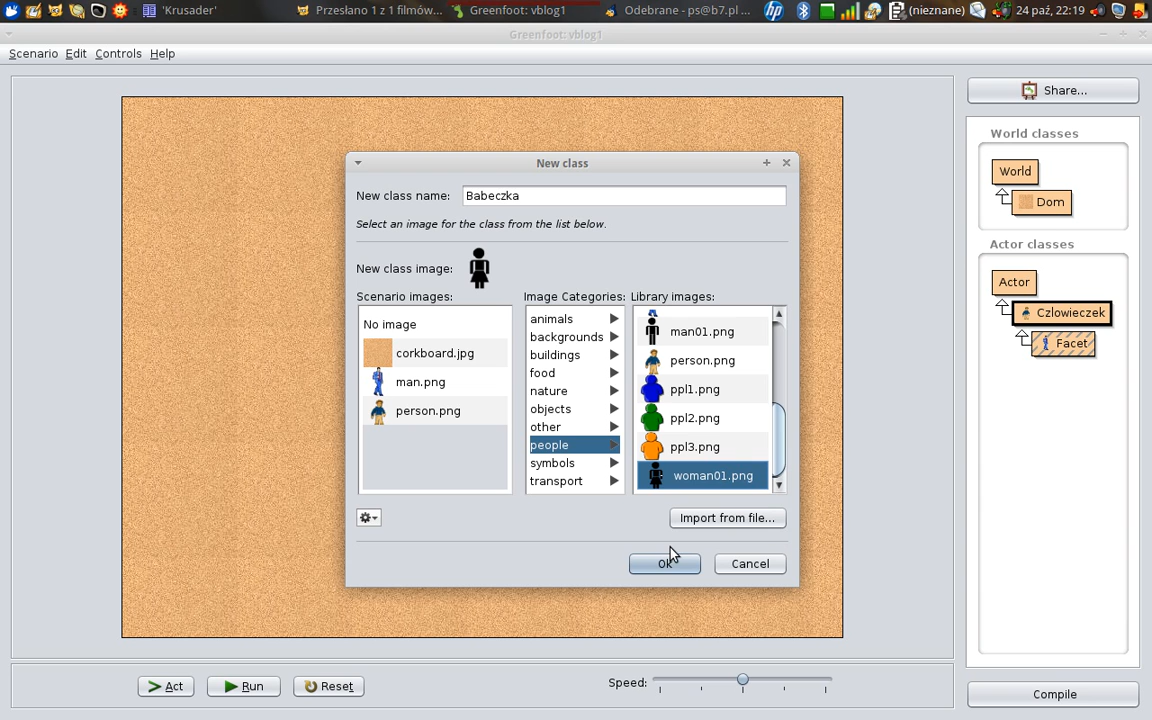 'Krusader' Przesłano 1 z 1 filmów... Greenfoot: vblog1 Odebrane - ps@b7.pl ... (nieznane) 24 paź, 22:19
Greenfoot: vblog1
Scenario Edit Controls Help
Share...
World classes
World
Dom
Actor classes
Actor
Czlowieczek
Facet
New class
New class name: Babeczka
Select an image for the class from the list below.
New class image:
Scenario images: Image Categories: Library images:
No image
corkboard.jpg
man.png
person.png
animals
backgrounds
buildings
food
nature
objects
other
people
symbols
transport
man01.png
person.png
ppl1.png
ppl2.png
ppl3.png
woman01.png
Import from file...
Ok Cancel
Act Run Reset Speed:
Compile